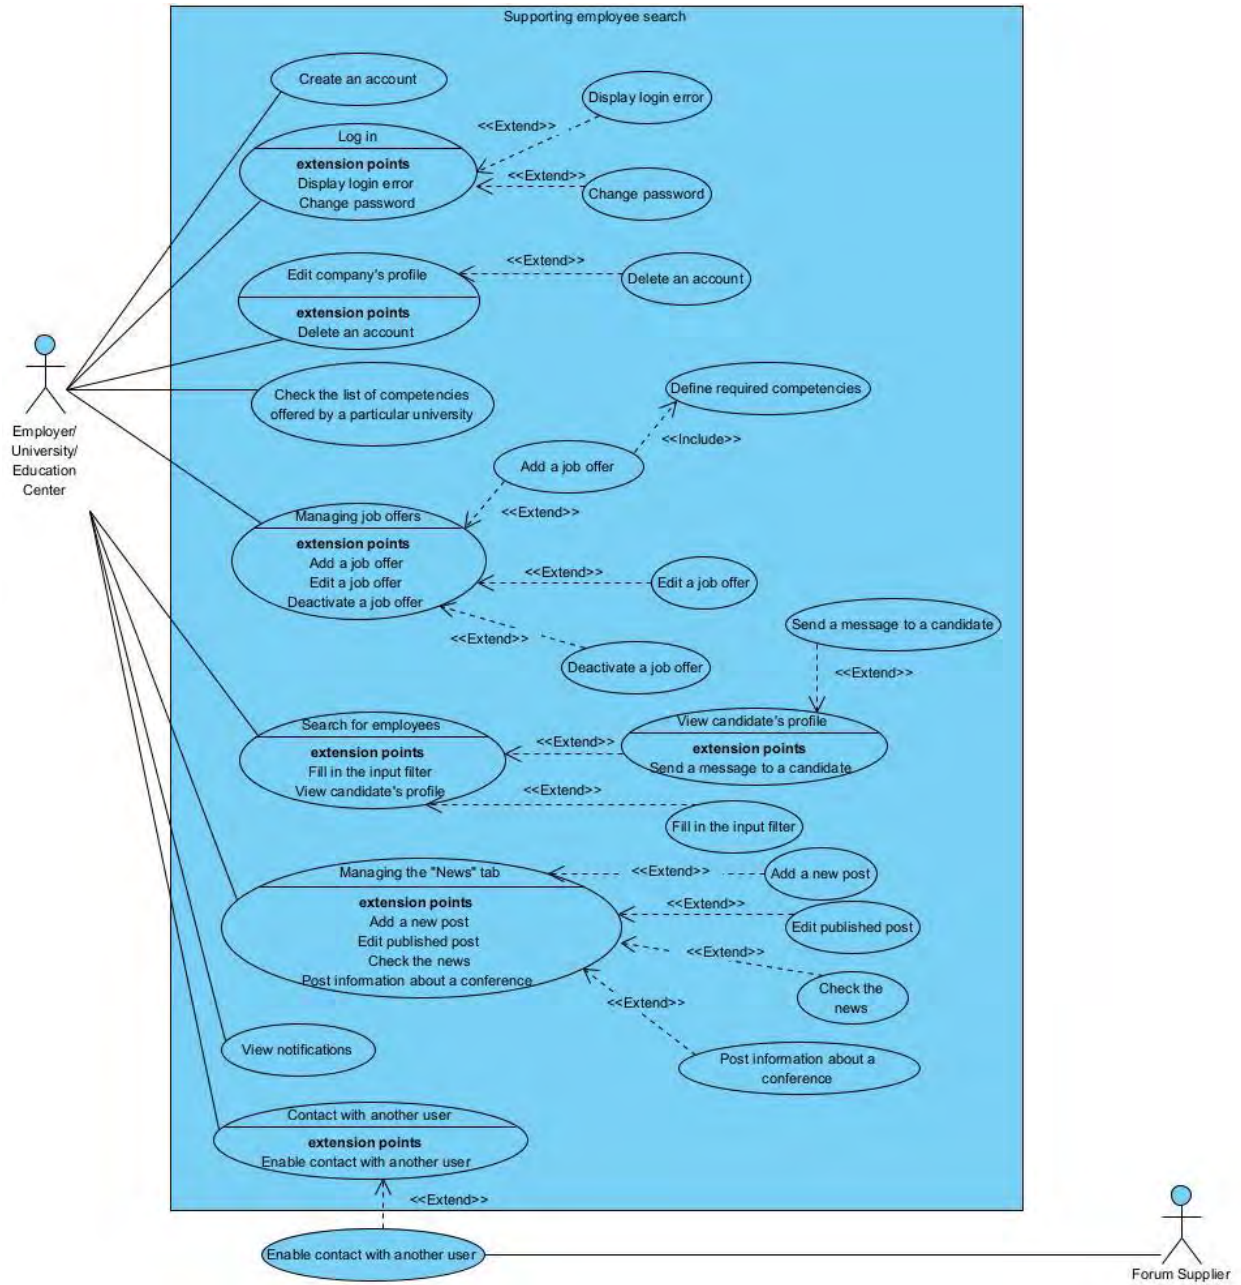 Supporting employee search
Create an account
Display login error
<<Extend>>
Log in
extension points
Display login error
Change password
<<Extend>>
Change password
Edit company's profile
extension points
Delete an account
<<Extend>>
Delete an account
Employer/
University/
Education
Center
Check the list of competencies
offered by a particular university
Define required competencies
<<Include>>
Add a job offer
<<Extend>>
Managing job offers
extension points
Add a job offer
Edit a job offer
Deactivate a job offer
<<Extend>>
Edit a job offer
<<Extend>>
Deactivate a job offer
Send a message to a candidate
<<Extend>>
Search for employees
extension points
Fill in the input filter
View candidate's profile
<<Extend>>
View candidate's profile
extension points
Send a message to a candidate
<<Extend>>
Fill in the input filter
Managing the "News" tab
extension points
Add a new post
Edit published post
Check the news
Post information about a conference
<<Extend>>
Add a new post
<<Extend>>
Edit published post
<<Extend>>
Check the
news
<<Extend>>
Post information about a
conference
View notifications
Contact with another user
extension points
Enable contact with another user
<<Extend>>
Enable contact with another user
Forum Supplier